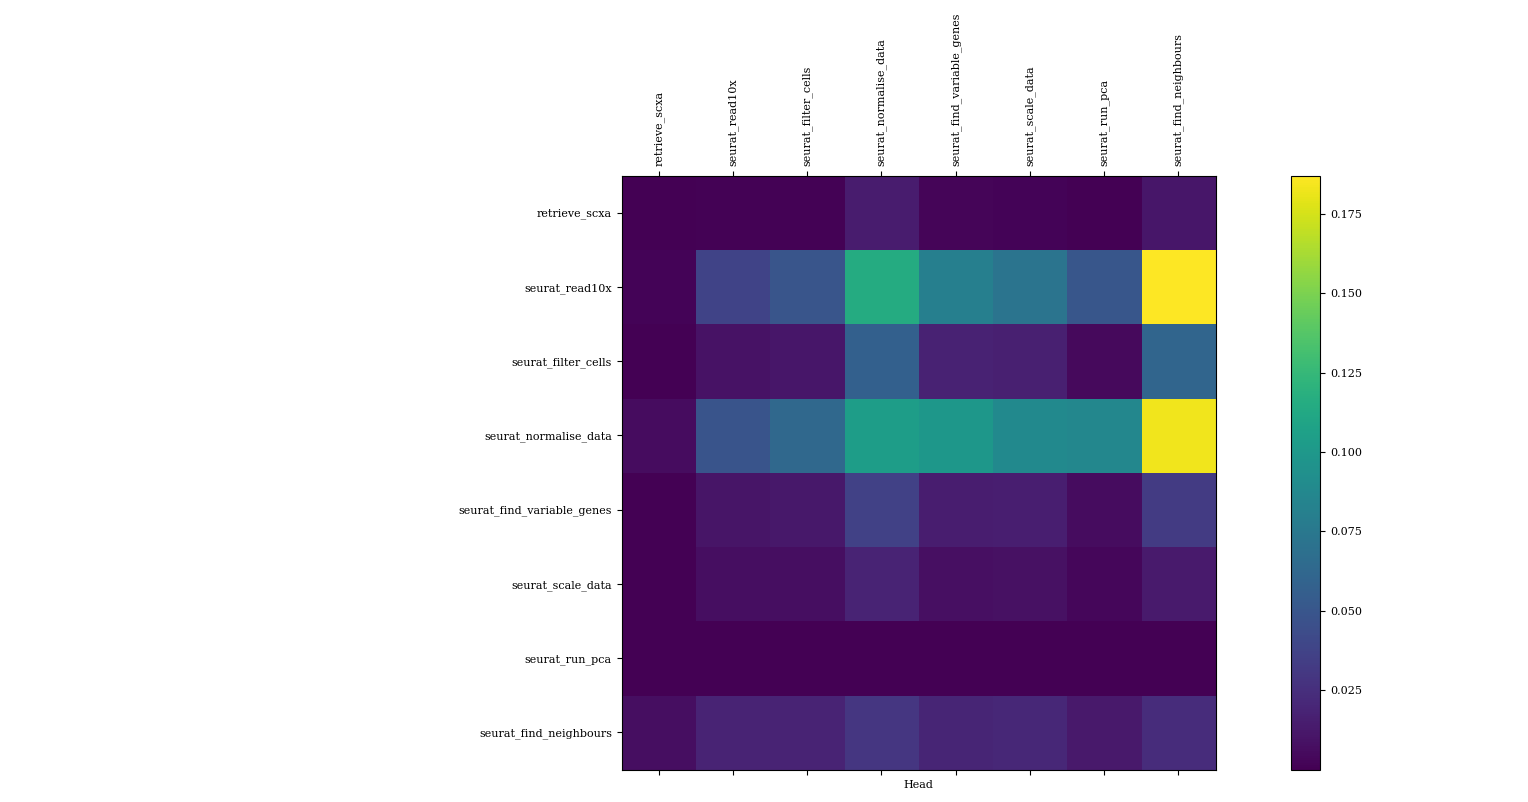 retrieve_scxa
seurat_read10x
seurat_filter_cells
seurat_normalise_data
seurat_find_variable_genes
seurat_scale_data
seurat_run_pca
seurat_find_neighbours
retrieve_scxa
seurat_read10x
seurat_filter_cells
seurat_normalise_data
seurat_find_variable_genes
seurat_scale_data
seurat_run_pca
seurat_find_neighbours
Head
0.175
0.150
0.125
0.100
0.075
0.050
0.025